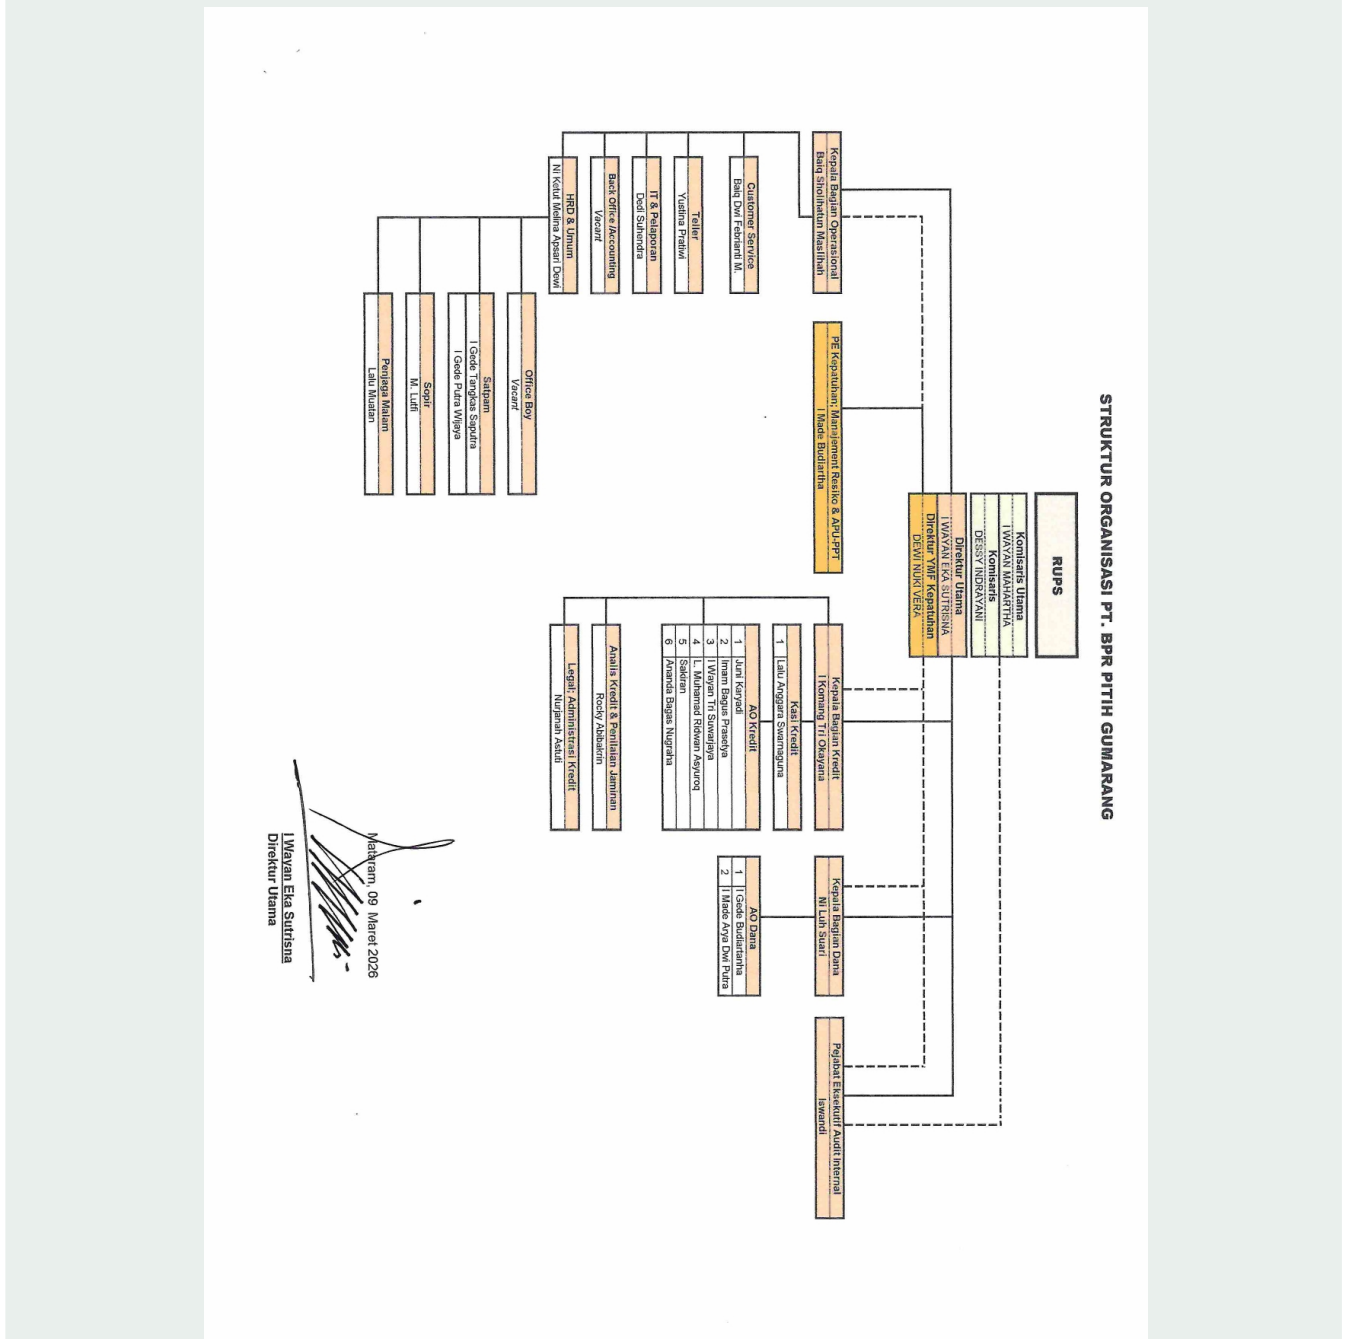 STRUKTUR ORGANISASI PT. BPR PITIH GUMARANG
RUPS
Komisaris Utama
I WAYAN MAHARTHA
Komisaris
DESSY INDRAYANI
Direktur Utama
I WAYAN EKA SUTRISNA
Direktur YMF Kepatuhan
DEWI NUKI VERA
Kepala Bagian Operasional
Baiq Sholihatun Maslihah
PE Kepatuhan; Manajement Resiko & APU-PPT
I Made Budiartha
Kepala Bagian Kredit
I Komang Tri Okayana
Kepala Bagian Dana
Ni Luh Suari
Pejabat Eksekutif Audit Internal
Iswandi
Customer Service
Baiq Dwi Febrianti M.
Teller
Yustina Pratiwi
IT & Pelaporan
Dedi Suhendra
Back Office /Accounting
Vacant
HRD & Umum
Ni Ketut Melina Apsari Dewi
Office Boy
Vacant
Satpam
I Gede Tangkas Saputra
I Gede Putra Wijaya
Sopir
M. Lutfi
Penjaga Malam
Lalu Muatan
Kasi Kredit
1 Lalu Anggara Swarnaguna
AO Kredit
1 Juni Karyadi
2 Imam Bagus Prasetya
3 I Wayan Tri Suwarjaya
4 L. Muhamad Ridwan Asyuroq
5 Sakiran
6 Ananda Bagas Nugraha
Analis Kredit & Penilaian Jaminan
Rocky Abibakrin
Legal; Administrasi Kredit
Nurjanah Astuti
AO Dana
1 I Gede Budiartanha
2 I Made Arya Dwi Putra
Mataram, 09 Maret 2026
I Wayan Eka Sutrisna
Direktur Utama